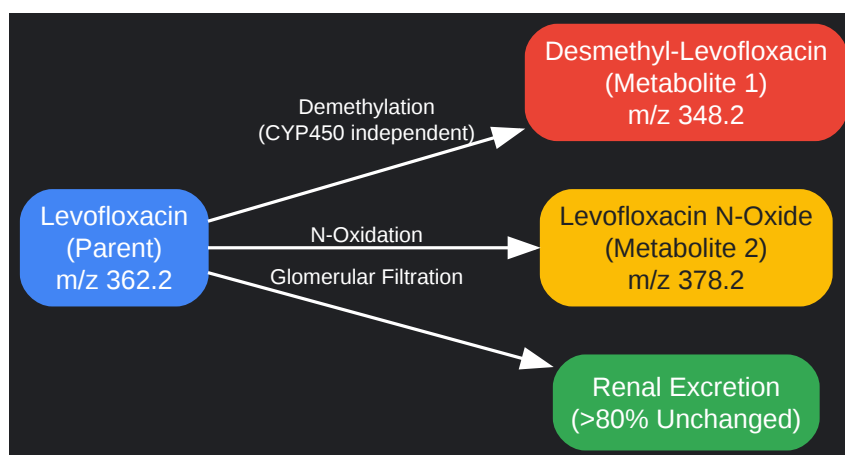 Desmethyl-Levofloxacin
(Metabolite 1)
m/z 348.2
Demethylation
(CYP450 independent)
Levofloxacin
(Parent)
m/z 362.2
N-Oxidation
Levofloxacin N-Oxide
(Metabolite 2)
m/z 378.2
Glomerular Filtration
Renal Excretion
(>80% Unchanged)